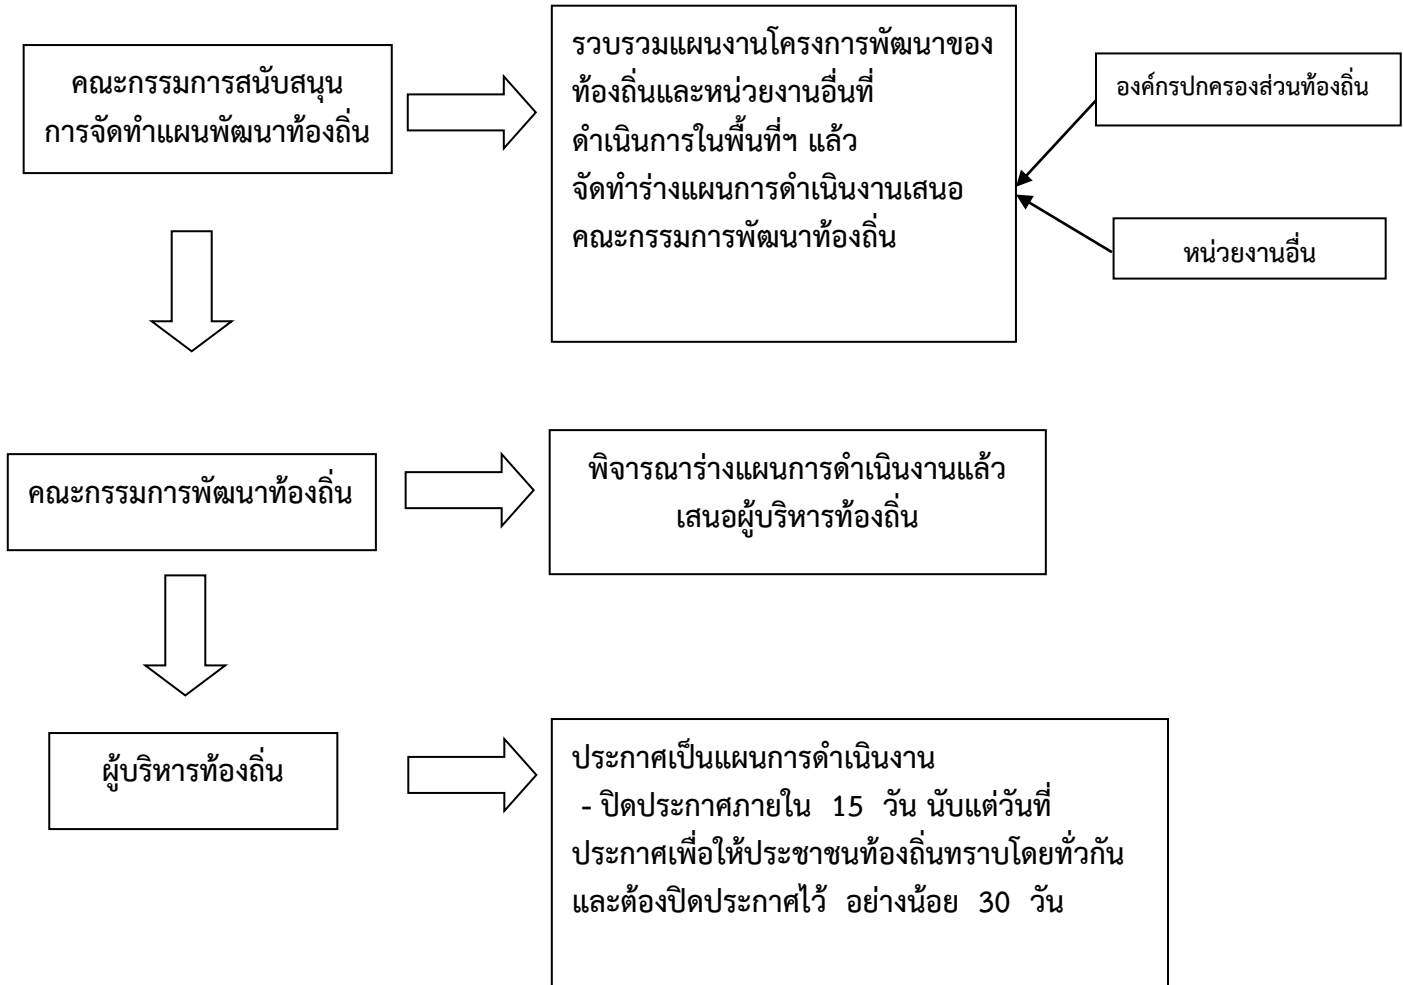 คณะกรรมการสนับสนุน
การจัดทำแผนพัฒนาท้องถิ่น
รวบรวมแผนงานโครงการพัฒนาของ
ท้องถิ่นและหน่วยงานอื่นที่
ดำเนินการในพื้นที่ฯ แล้ว
จัดทำร่างแผนการดำเนินงานเสนอ
คณะกรรมการพัฒนาท้องถิ่น
องค์กรปกครองส่วนท้องถิ่น
หน่วยงานอื่น
คณะกรรมการพัฒนาท้องถิ่น
พิจารณาร่างแผนการดำเนินงานแล้ว
เสนอผู้บริหารท้องถิ่น
ผู้บริหารท้องถิ่น
ประกาศเป็นแผนการดำเนินงาน
- ปิดประกาศภายใน 15 วัน นับแต่วันที่
ประกาศเพื่อให้ประชาชนท้องถิ่นทราบโดยทั่วกัน
และต้องปิดประกาศไว้ อย่างน้อย 30 วัน